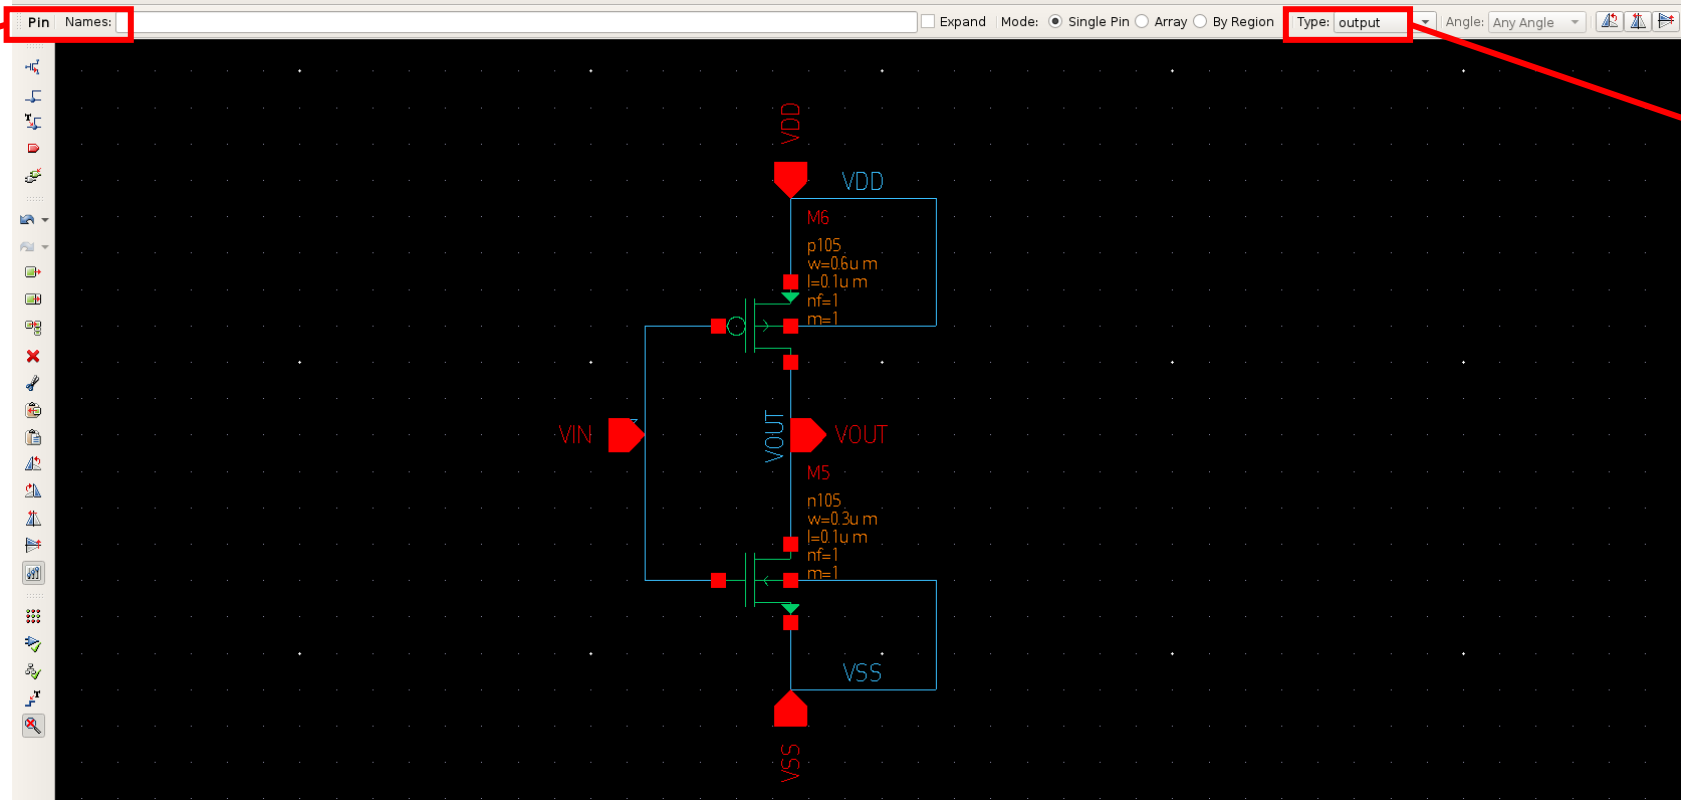 Pin Names: Expand Mode: Single Pin Array By Region Type: output Angle: Any Angle
VDD
VDD
M6
p105
w=0.6u m
l=0.1u m
nf=1
m=1
VIN
VOUT
VOUT
M5
n105
w=0.3u m
l=0.1u m
nf=1
m=1
VSS
VSS